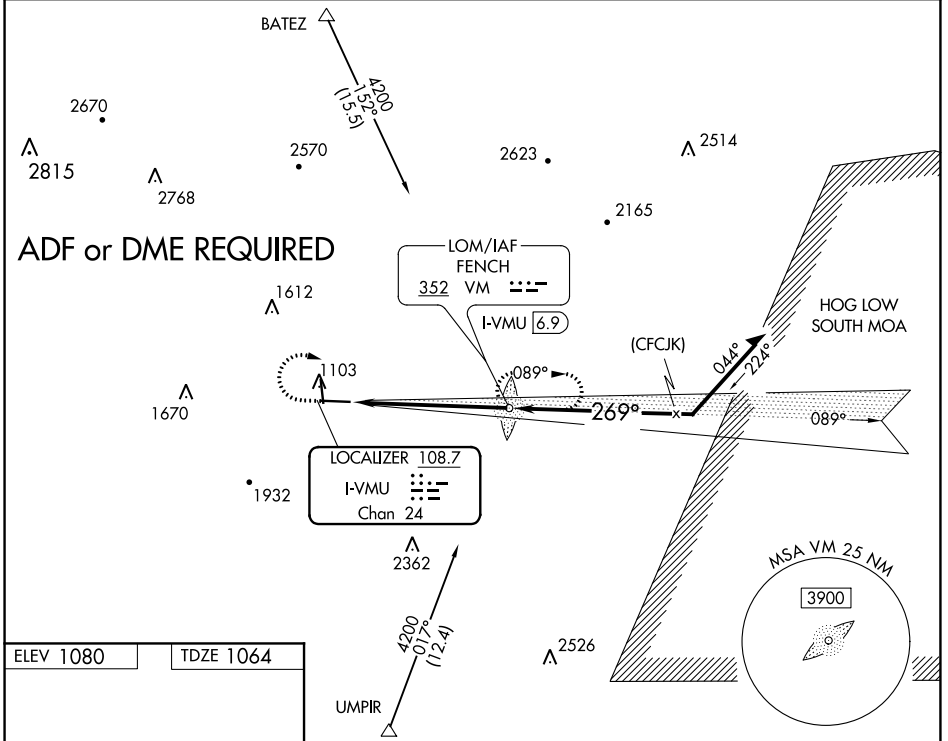 BATEZ
4200
152°
(15.5)
2670
2815
2768
2570
2623
2514
2165
ADF or DME REQUIRED
LOM/IAF
FENCH
352 VM
I-VMU 6.9
HOG LOW
SOUTH MOA
1612
(CFCJK)
044°
224°
1103
089°
1670
269°
089°
LOCALIZER 108.7
I-VMU
Chan 24
1932
2362
MSA VM 25 NM
3900
4200
017°
(12.4)
2526
ELEV 1080
TDZE 1064
UMPIR